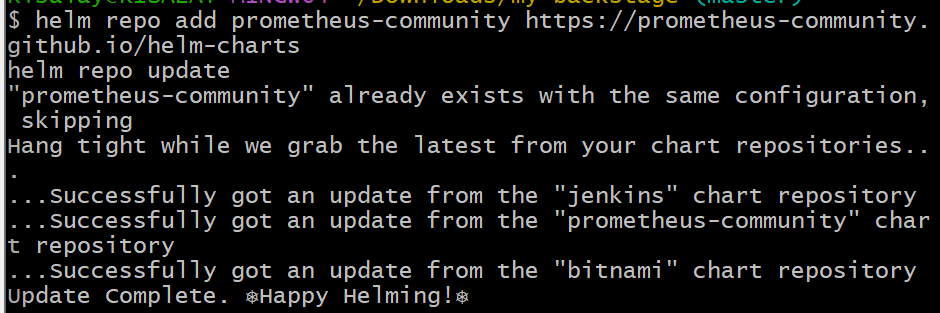 $ helm repo add prometheus-community https://prometheus-community.
github.io/helm-charts
helm repo update
"prometheus-community" already exists with the same configuration,
 skipping
Hang tight while we grab the latest from your chart repositories..
.
...Successfully got an update from the "jenkins" chart repository
...Successfully got an update from the "prometheus-community" char
t repository
...Successfully got an update from the "bitnami" chart repository
Update Complete. ⎈Happy Helming!⎈